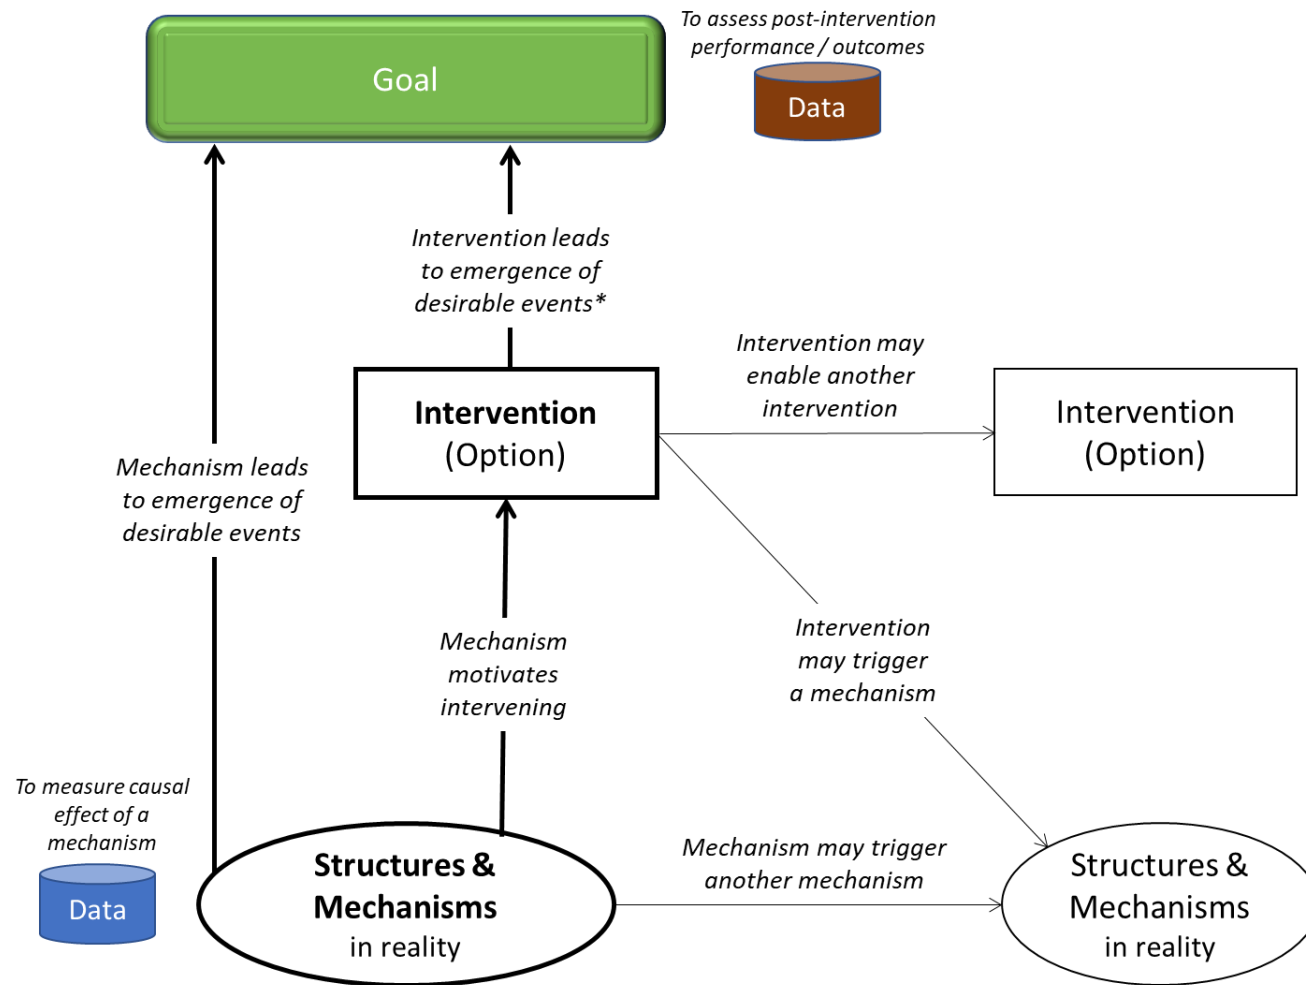 To assess post-intervention
performance / outcomes
Goal
Data
Intervention leads
to emergence of
desirable events*
Intervention may
enable another
intervention
Intervention
(Option)
Intervention
(Option)
Mechanism leads
to emergence of
desirable events
Mechanism
motivates
intervening
Intervention
may trigger
a mechanism
To measure causal
effect of a
mechanism
Data
Structures &
Mechanisms
in reality
Mechanism may trigger
another mechanism
Structures &
Mechanisms
in reality